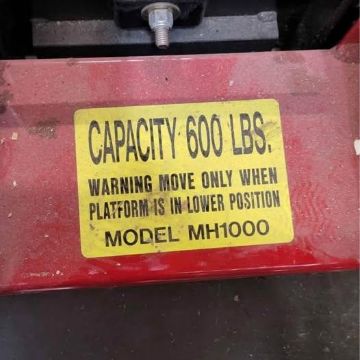 CAPACITY 600 LBS.
WARNING MOVE ONLY WHEN
PLATFORM IS IN LOWER POSITION
MODEL MH1000